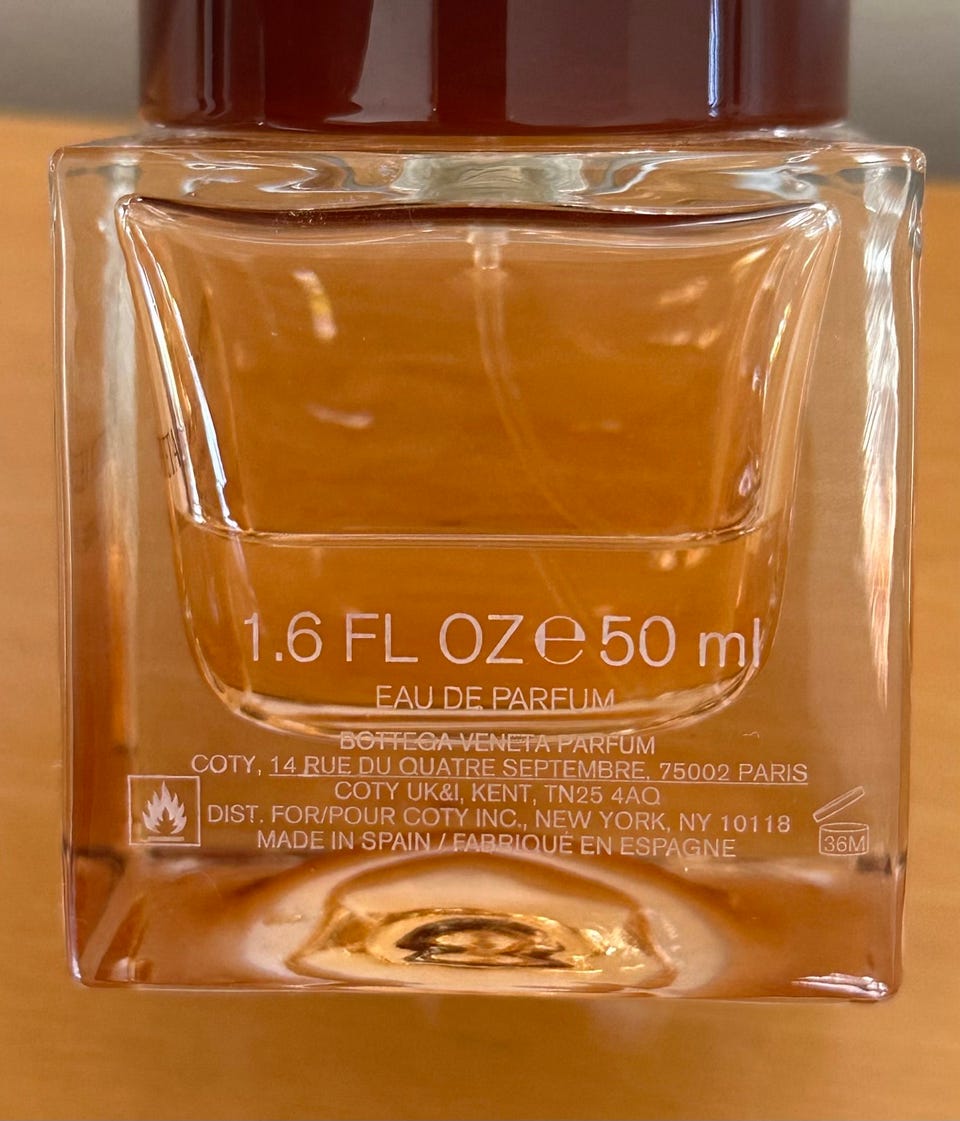 1.6 FL OZ ℮ 50 ml
EAU DE PARFUM
BOTTEGA VENETA PARFUM
COTY, 14 RUE DU QUATRE SEPTEMBRE, 75002 PARIS
COTY UK&I, KENT, TN25 4AQ
DIST. FOR/POUR COTY INC., NEW YORK, NY 10118
MADE IN SPAIN / FABRIQUÉ EN ESPAGNE
36M